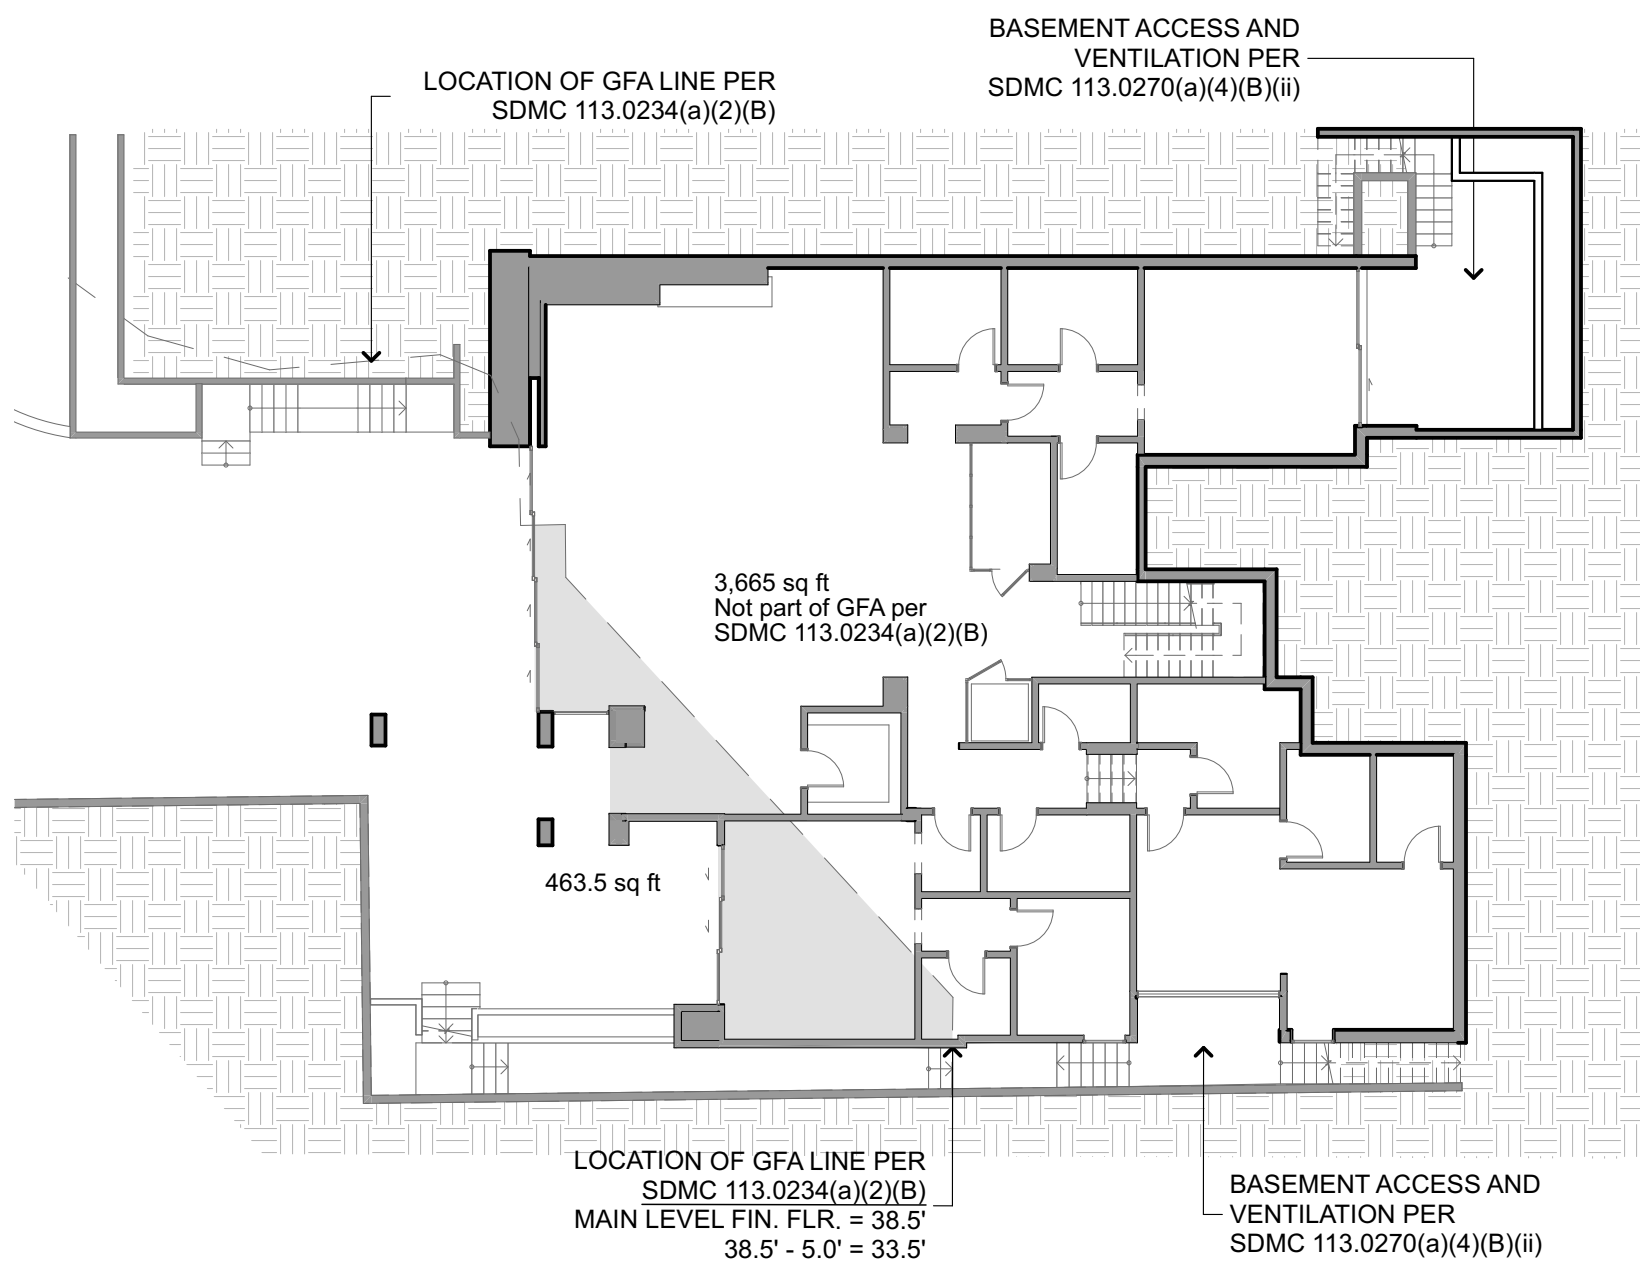 BASEMENT ACCESS AND
VENTILATION PER
SDMC 113.0270(a)(4)(B)(ii)
LOCATION OF GFA LINE PER
SDMC 113.0234(a)(2)(B)
3,665 sq ft
Not part of GFA per
SDMC 113.0234(a)(2)(B)
463.5 sq ft
LOCATION OF GFA LINE PER
SDMC 113.0234(a)(2)(B)
MAIN LEVEL FIN. FLR. = 38.5'
38.5' - 5.0' = 33.5'
BASEMENT ACCESS AND
VENTILATION PER
SDMC 113.0270(a)(4)(B)(ii)